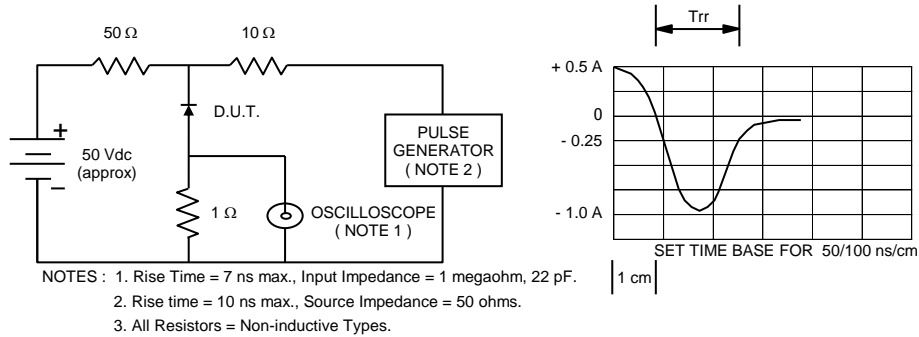 50 Ω
10 Ω
D.U.T.
+
50 Vdc
(approx)
−
1 Ω
OSCILLOSCOPE
( NOTE 1 )
PULSE
GENERATOR
( NOTE 2 )
Trr
+ 0.5 A
0
- 0.25
- 1.0 A
SET TIME BASE FOR 50/100 ns/cm
1 cm
NOTES : 1. Rise Time = 7 ns max., Input Impedance = 1 megaohm, 22 pF.
2. Rise time = 10 ns max., Source Impedance = 50 ohms.
3. All Resistors = Non-inductive Types.